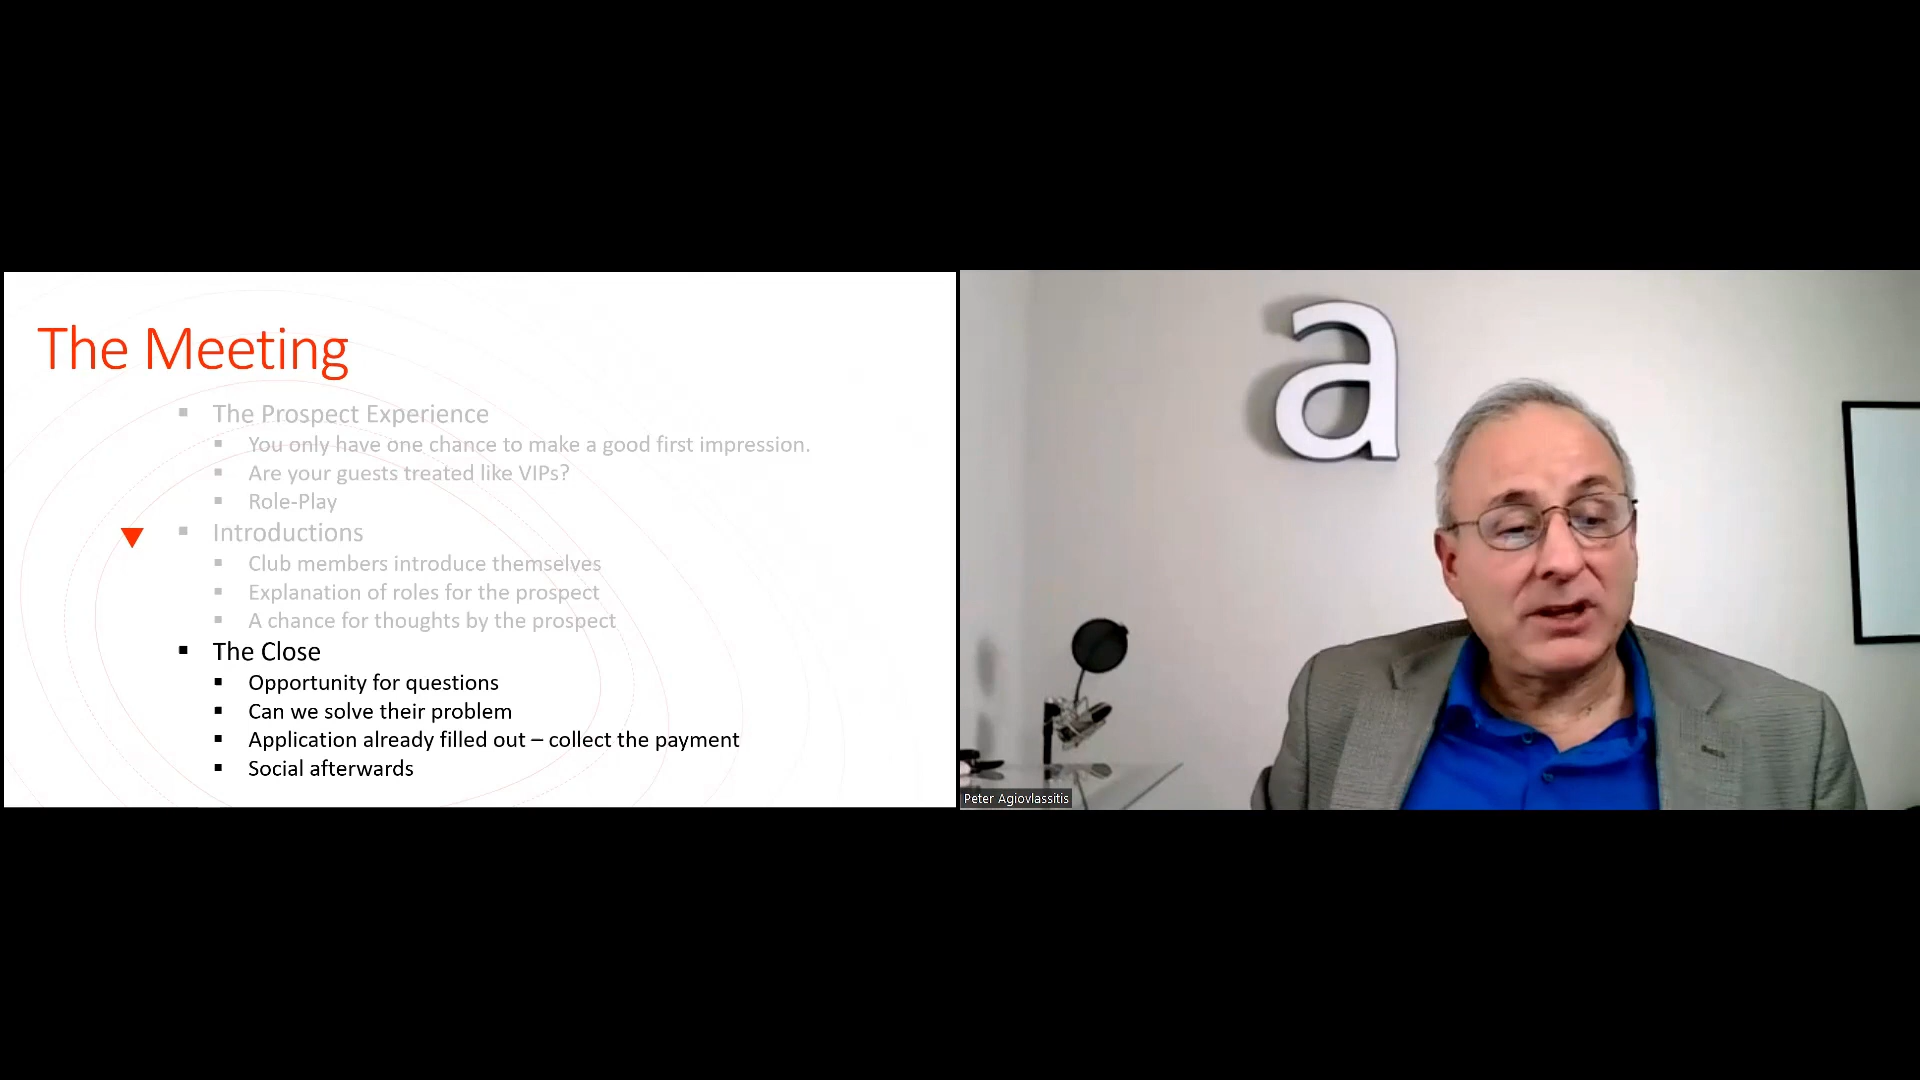 The Meeting
The Prospect Experience
You only have one chance to make a good first impression.
Are your guests treated like VIPs?
Role-Play
Introductions
Club members introduce themselves
Explanation of roles for the prospect
A chance for thoughts by the prospect
The Close
Opportunity for questions
Can we solve their problem
Application already filled out – collect the payment
Social afterwards
a
Peter Agiovlassitis